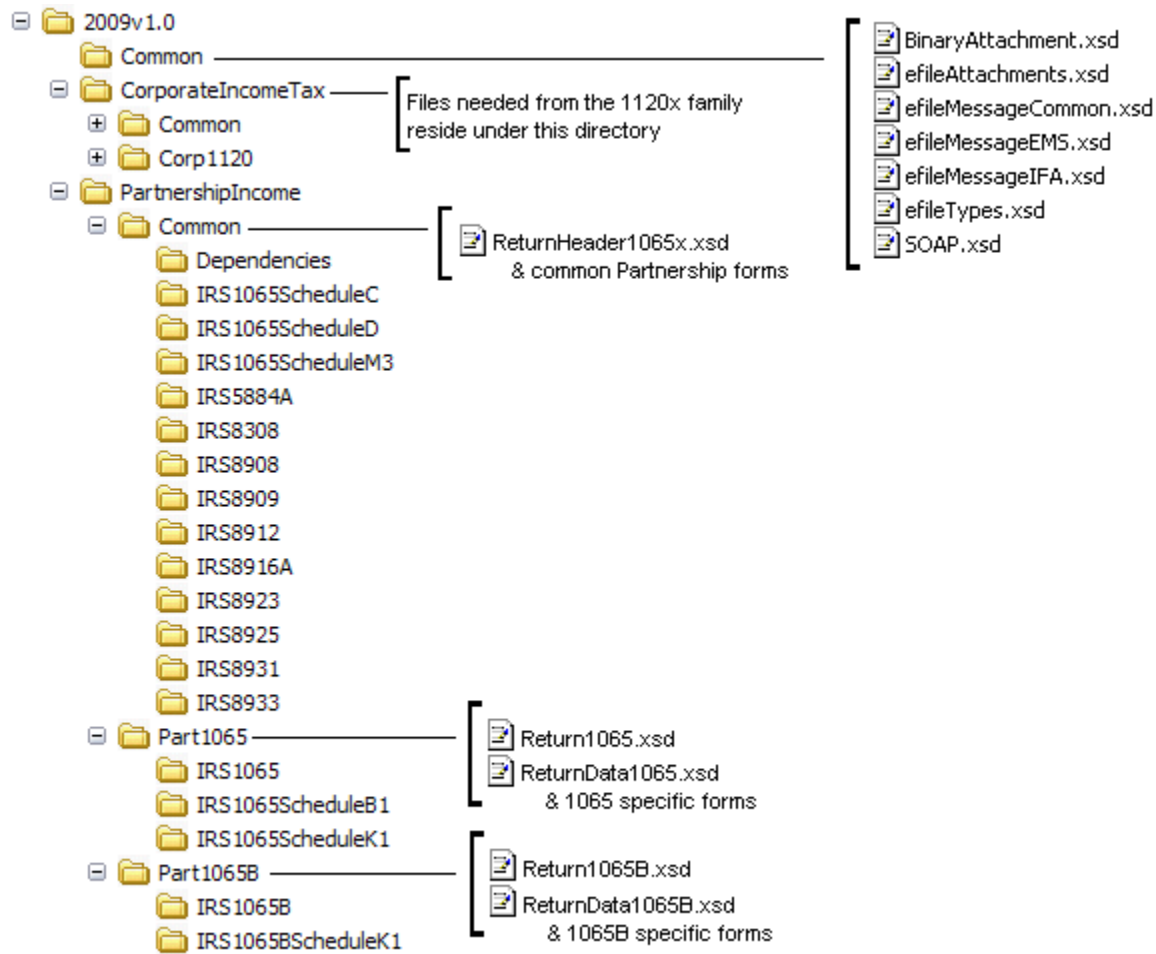 2009v1.0
Common
BinaryAttachment.xsd
efileAttachments.xsd
efileMessageCommon.xsd
efileMessageEMS.xsd
efileMessageIFA.xsd
efileTypes.xsd
SOAP.xsd
CorporateIncomeTax
Files needed from the 1120x family
reside under this directory
Common
Corp1120
PartnershipIncome
Common
ReturnHeader1065x.xsd
& common Partnership forms
Dependencies
IRS1065ScheduleC
IRS1065ScheduleD
IRS1065ScheduleM3
IRS5884A
IRS8308
IRS8908
IRS8909
IRS8912
IRS8916A
IRS8923
IRS8925
IRS8931
IRS8933
Part1065
Return1065.xsd
ReturnData1065.xsd
& 1065 specific forms
IRS1065
IRS1065ScheduleB1
IRS1065ScheduleK1
Part1065B
Return1065B.xsd
ReturnData1065B.xsd
& 1065B specific forms
IRS1065B
IRS1065BScheduleK1